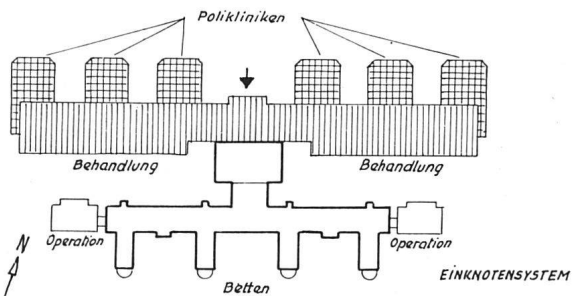 Polikliniken
Behandlung
Behandlung
N
Operation
Operation
Betten
EINKNOTENSYSTEM